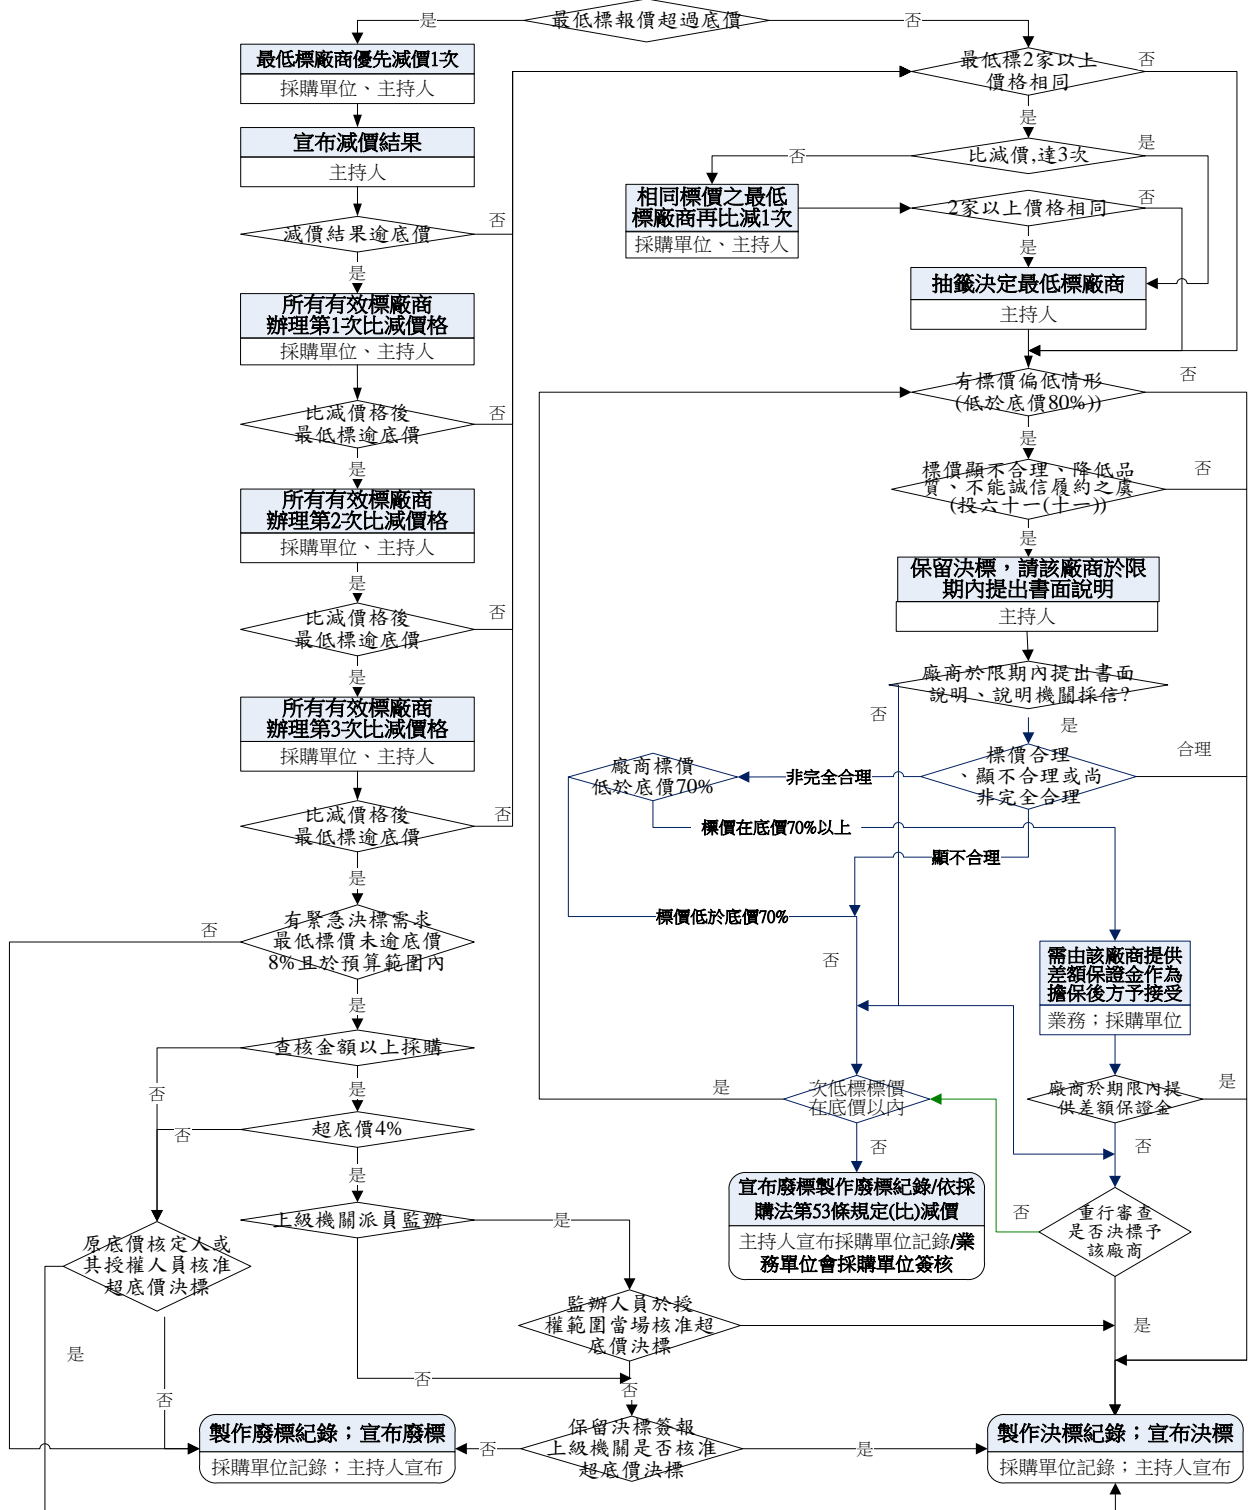 最低標報價超過底價
是
否
最低標廠商優先減價1次
採購單位、主持人
宣布減價結果
主持人
減價結果逾底價
否
是
所有有效標廠商
辦理第1次比減價格
採購單位、主持人
比減價格後
最低標逾底價
否
是
所有有效標廠商
辦理第2次比減價格
採購單位、主持人
是
比減價格後
最低標逾底價
否
是
所有有效標廠商
辦理第3次比減價格
採購單位、主持人
比減價格後
最低標逾底價
否
是
有緊急決標需求
最低標價未逾底價
8%且於預算範圍內
否
是
查核金額以上採購
否
是
超底價4%
否
是
上級機關派員監辦
是
否
原底價核定人或
其授權人員核准
超底價決標
是
否
監辦人員於授
權範圍當場核准超
底價決標
否
保留決標簽報
上級機關是否核准
超底價決標
否
是
製作廢標紀錄；宣布廢標
採購單位記錄；主持人宣布
最低標2家以上
價格相同
否
是
比減價,達3次
否
是
相同標價之最低
標廠商再比減1次
採購單位、主持人
2家以上價格相同
否
是
抽籤決定最低標廠商
主持人
有標價偏低情形
(低於底價80%))
否
是
標價顯不合理、降低品
質、不能誠信履約之虞
(投六十一(十一))
否
是
保留決標，請該廠商於限
期內提出書面說明
主持人
廠商於限期內提出書面
說明、說明機關採信?
否
是
標價合理
、顯不合理或尚
非完全合理
合理
非完全合理
顯不合理
廠商標價
低於底價70%
標價在底價70%以上
標價低於底價70%
否
需由該廠商提供
差額保證金作為
擔保後方予接受
業務；採購單位
廠商於期限內提
供差額保證金
是
否
次低標標價
在底價以內
是
否
宣布廢標製作廢標紀錄/依採
購法第53條規定(比)減價
主持人宣布採購單位記錄/業
務單位會採購單位簽核
重行審查
是否決標予
該廠商
否
是
製作決標紀錄；宣布決標
採購單位記錄；主持人宣布